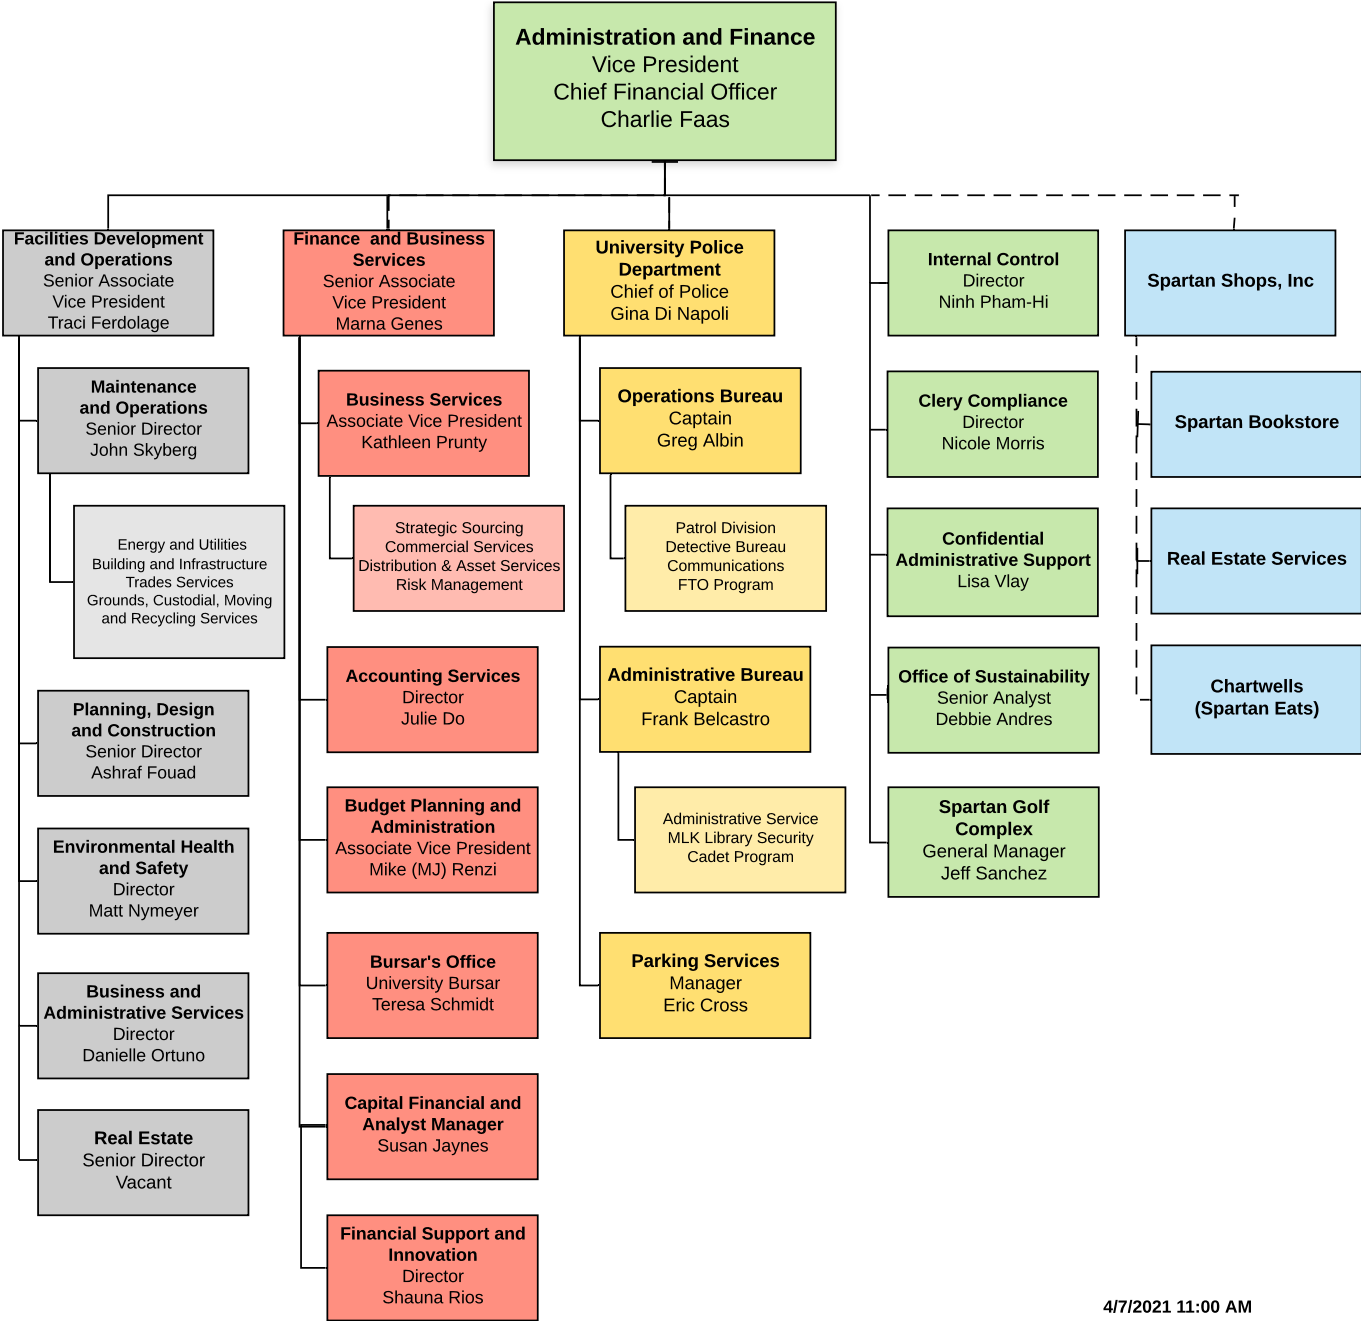 Administration and Finance
Vice President
Chief Financial Officer
Charlie Faas
Facilities Development
and Operations
Senior Associate
Vice President
Traci Ferdolage
Maintenance
and Operations
Senior Director
John Skyberg
Energy and Utilities
Building and Infrastructure
Trades Services
Grounds, Custodial, Moving
and Recycling Services
Planning, Design
and Construction
Senior Director
Ashraf Fouad
Environmental Health
and Safety
Director
Matt Nymeyer
Business and
Administrative Services
Director
Danielle Ortuno
Real Estate
Senior Director
Vacant
Finance and Business
Services
Senior Associate
Vice President
Marna Genes
Business Services
Associate Vice President
Kathleen Prunty
Strategic Sourcing
Commercial Services
Distribution & Asset Services
Risk Management
Accounting Services
Director
Julie Do
Budget Planning and
Administration
Associate Vice President
Mike (MJ) Renzi
Bursar's Office
University Bursar
Teresa Schmidt
Capital Financial and
Analyst Manager
Susan Jaynes
Financial Support and
Innovation
Director
Shauna Rios
University Police
Department
Chief of Police
Gina Di Napoli
Operations Bureau
Captain
Greg Albin
Patrol Division
Detective Bureau
Communications
FTO Program
Administrative Bureau
Captain
Frank Belcastro
Administrative Service
MLK Library Security
Cadet Program
Parking Services
Manager
Eric Cross
Internal Control
Director
Ninh Pham-Hi
Clery Compliance
Director
Nicole Morris
Confidential
Administrative Support
Lisa Vlay
Office of Sustainability
Senior Analyst
Debbie Andres
Spartan Golf
Complex
General Manager
Jeff Sanchez
Spartan Shops, Inc
Spartan Bookstore
Real Estate Services
Chartwells
(Spartan Eats)
4/7/2021 11:00 AM